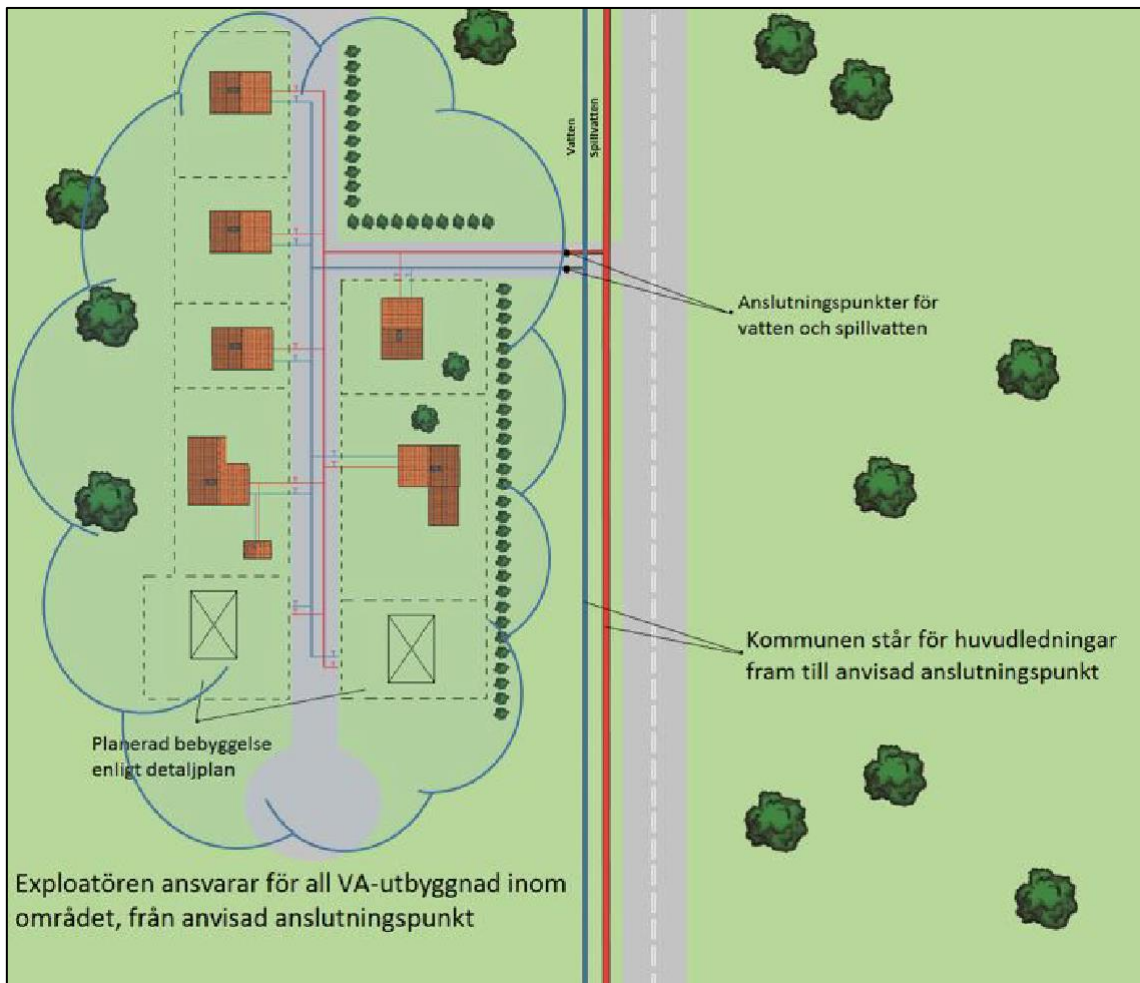 Vatten
Spillvatten
Anslutningspunkter för
vatten och spillvatten
Kommunen står för huvudledningar
fram till anvisad anslutningspunkt
Planerad bebyggelse
enligt detaljplan
Exploatören ansvarar för all VA-utbyggnad inom
området, från anvisad anslutningspunkt